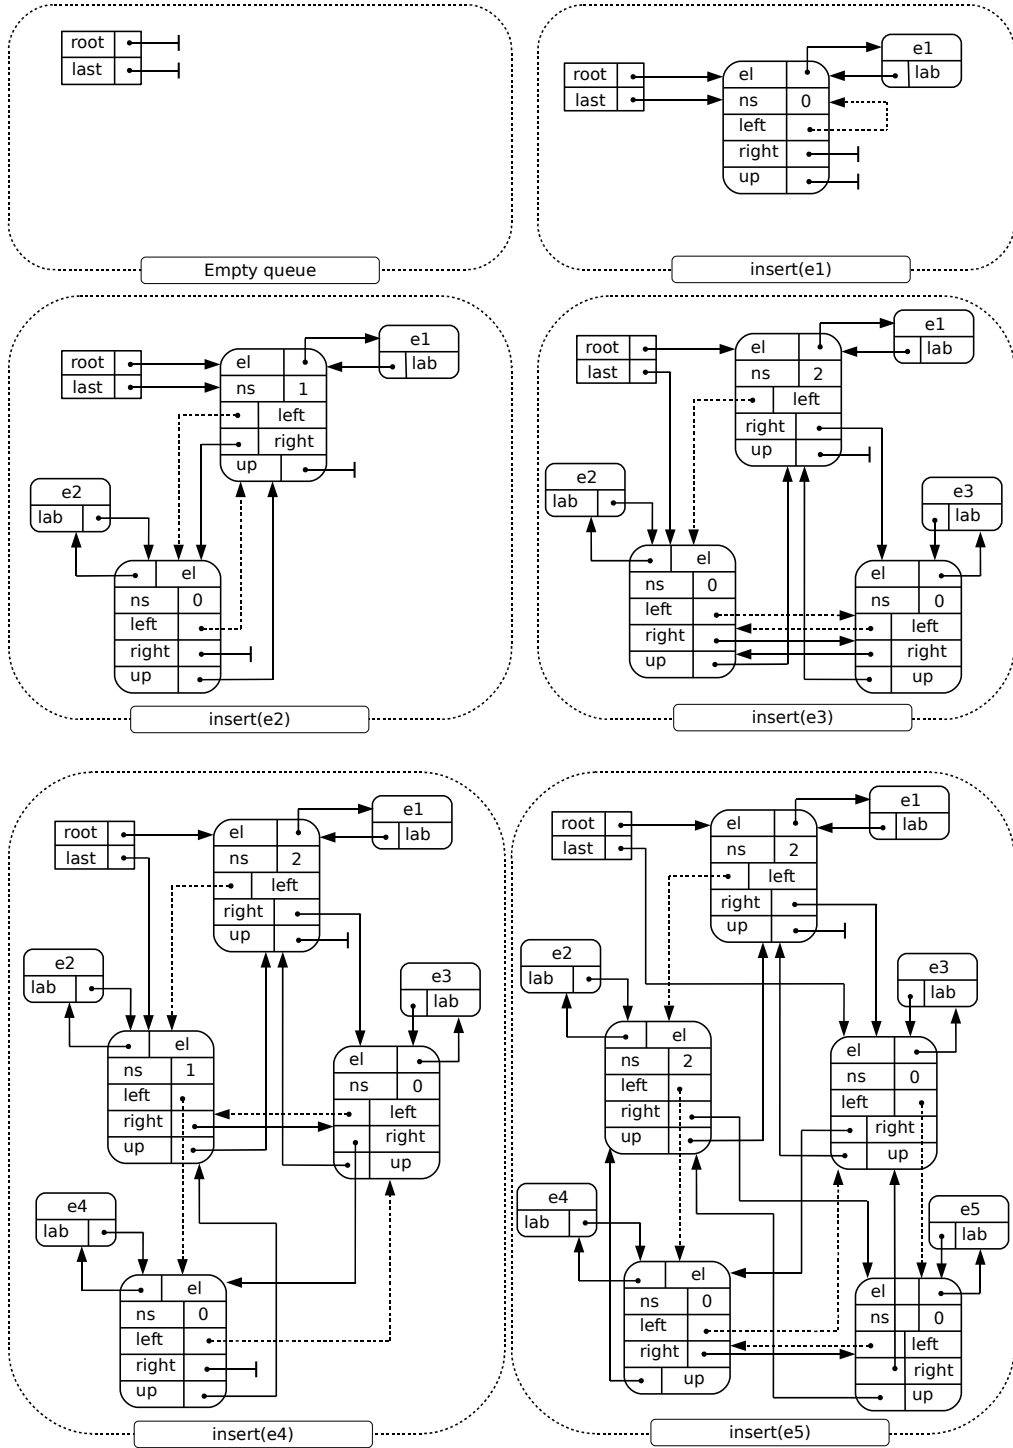 root
last
Empty queue
root
last
el
ns 0
left
right
up
e1
lab
insert(e1)
root
last
el
ns 1
left
right
up
e1
lab
e2
lab
el
ns 0
left
right
up
insert(e2)
root
last
el
ns 2
left
right
up
e1
lab
e2
lab
e3
lab
el
ns 0
left
right
up
el
ns 0
left
right
up
insert(e3)
root
last
el
ns 2
left
right
up
e1
lab
e2
lab
e3
lab
el
ns 1
left
right
up
el
ns 0
left
right
up
e4
lab
el
ns 0
left
right
up
insert(e4)
root
last
el
ns 2
left
right
up
e1
lab
e2
lab
e3
lab
el
ns 2
left
right
up
el
ns 0
left
right
up
e4
lab
e5
lab
el
ns 0
left
right
up
el
ns 0
left
right
up
insert(e5)